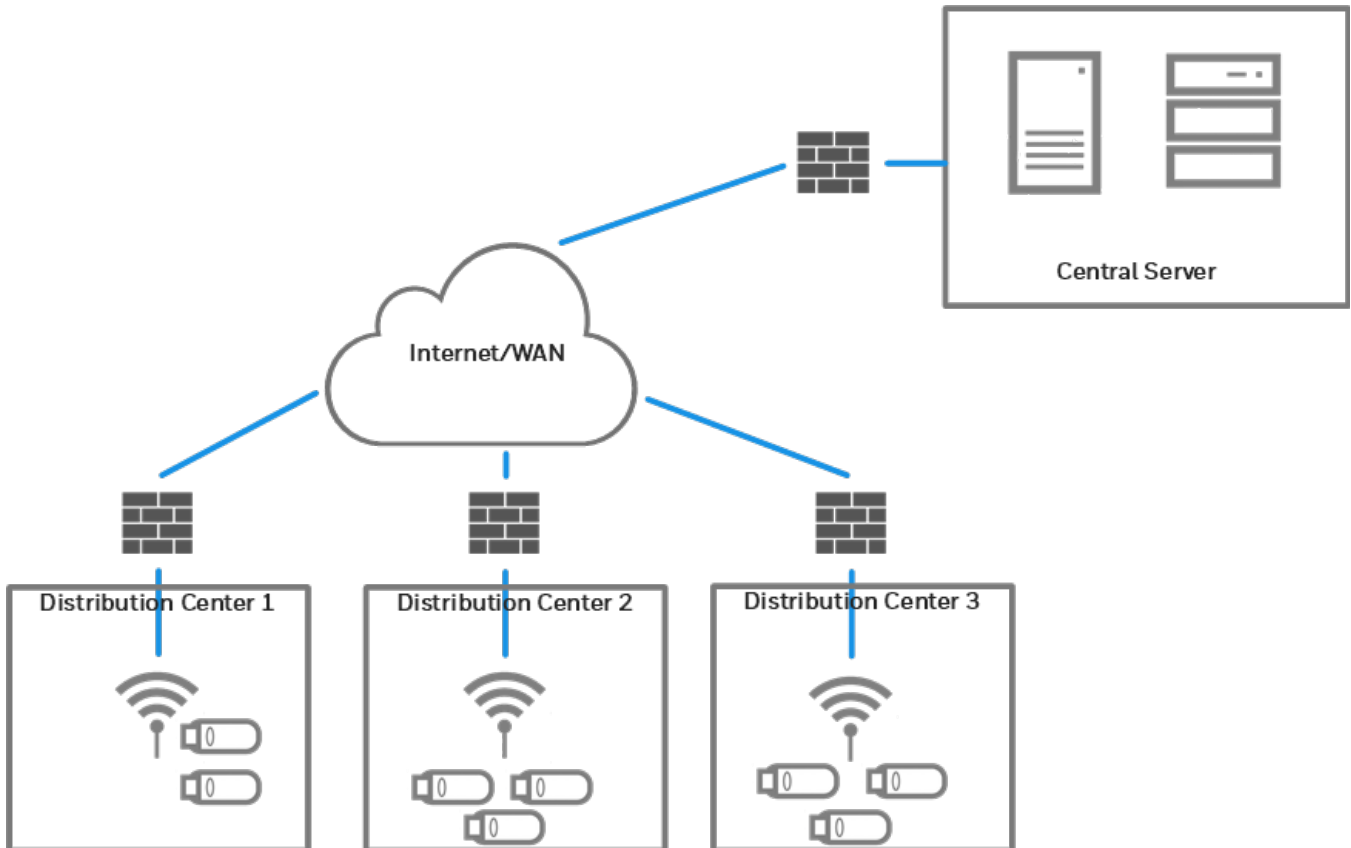 Central Server
Internet/WAN
Distribution Center 1
Distribution Center 2
Distribution Center 3